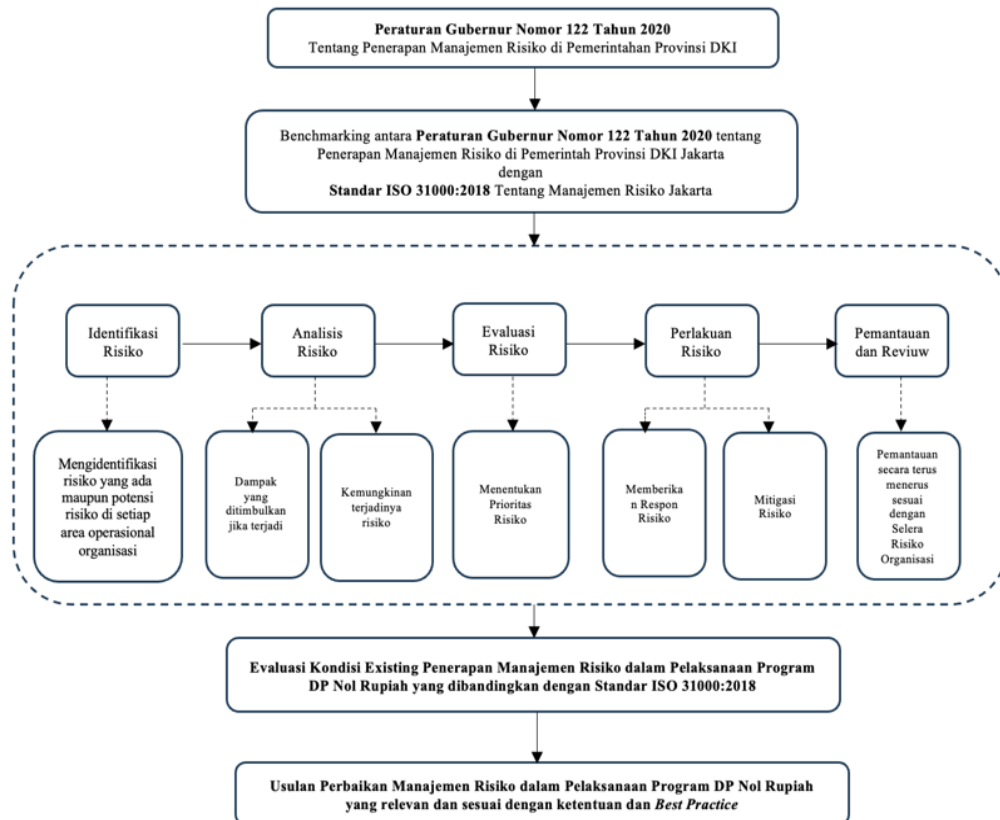 Peraturan Gubernur Nomor 122 Tahun 2020
Tentang Penerapan Manajemen Risiko di Pemerintahan Provinsi DKI
Benchmarking antara Peraturan Gubernur Nomor 122 Tahun 2020 tentang
Penerapan Manajemen Risiko di Pemerintah Provinsi DKI Jakarta
dengan
Standar ISO 31000:2018 Tentang Manajemen Risiko Jakarta
Identifikasi
Risiko
Analisis
Risiko
Evaluasi
Risiko
Perlakuan
Risiko
Pemantauan
dan Reviuw
Mengidentifikasi
risiko yang ada
maupun potensi
risiko di setiap
area operasional
organisasi
Dampak
yang
ditimbulkan
jika terjadi
Kemungkinan
terjadinya
risiko
Menentukan
Prioritas
Risiko
Memberika
n Respon
Risiko
Mitigasi
Risiko
Pemantauan
secara terus
menerus
sesuai
dengan
Selera
Risiko
Organisasi
Evaluasi Kondisi Existing Penerapan Manajemen Risiko dalam Pelaksanaan Program
DP Nol Rupiah yang dibandingkan dengan Standar ISO 31000:2018
Usulan Perbaikan Manajemen Risiko dalam Pelaksanaan Program DP Nol Rupiah
yang relevan dan sesuai dengan ketentuan dan Best Practice